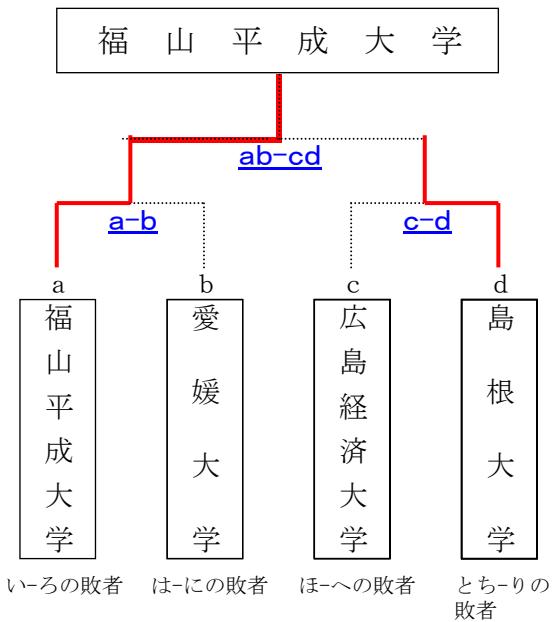 福山平成大学
ab-cd
a-b
c-d
a
b
c
d
福山平成大学
愛媛大学
広島経済大学
島根大学
い-ろの敗者
は-にの敗者
ほ-への敗者
とち-りの
敗者